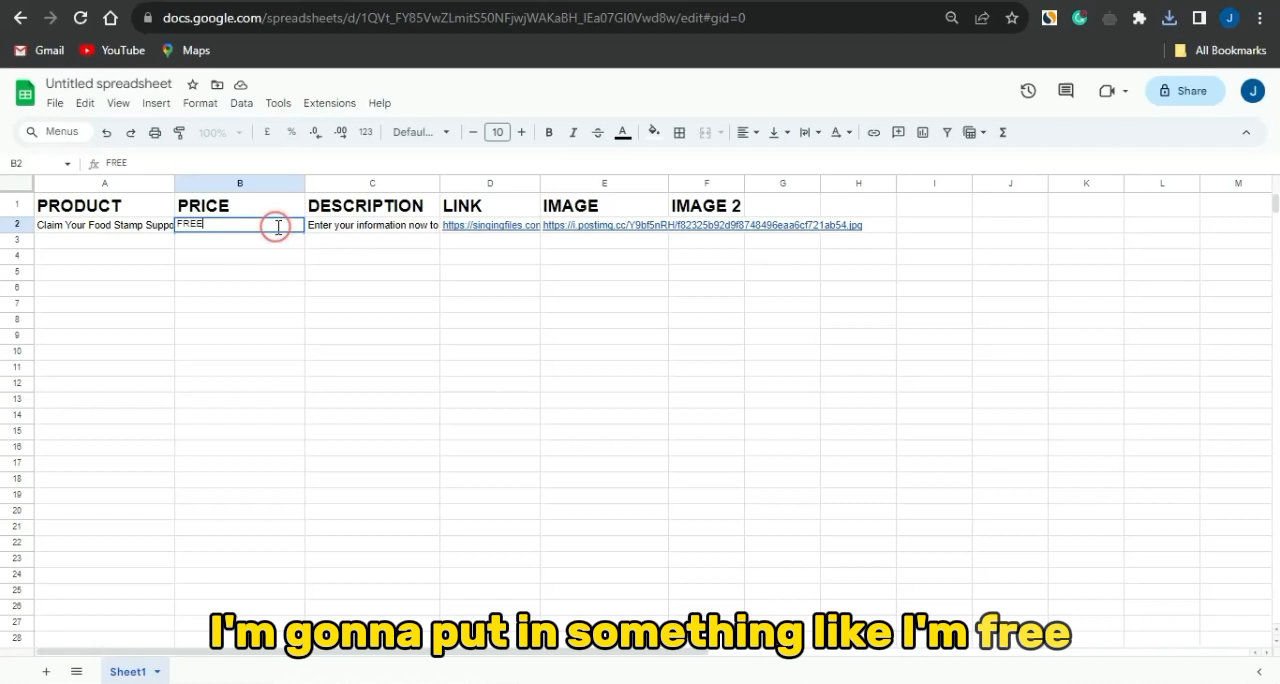 docs.google.com/spreadsheets/d/1QVt_FY85VwZLmitS50NFjwjWAKaBH_IEa07GI0Vwd8w/edit#gid=0
J
Gmail
YouTube
Maps
All Bookmarks
Untitled spreadsheet
File Edit View Insert Format Data Tools Extensions Help
Share
J
Menus
100%
£
%
.0
.00
123
Defaul...
10
B
I
A
B2
FREE
A B C D E F G H I J K L M
1 PRODUCT PRICE DESCRIPTION LINK IMAGE IMAGE 2
2 Claim Your Food Stamp Suppo FREE Enter your information now to https://singingfiles.com https://i.postimg.cc/Y9bf5nRH/f82325b92d9f8748496eaa6cf721ab54.jpg
3
4
5
6
7
8
9
10
11
12
13
14
15
16
17
18
19
20
21
22
23
24
25
26
27
28
I'm gonna put in something like I'm free
Sheet1